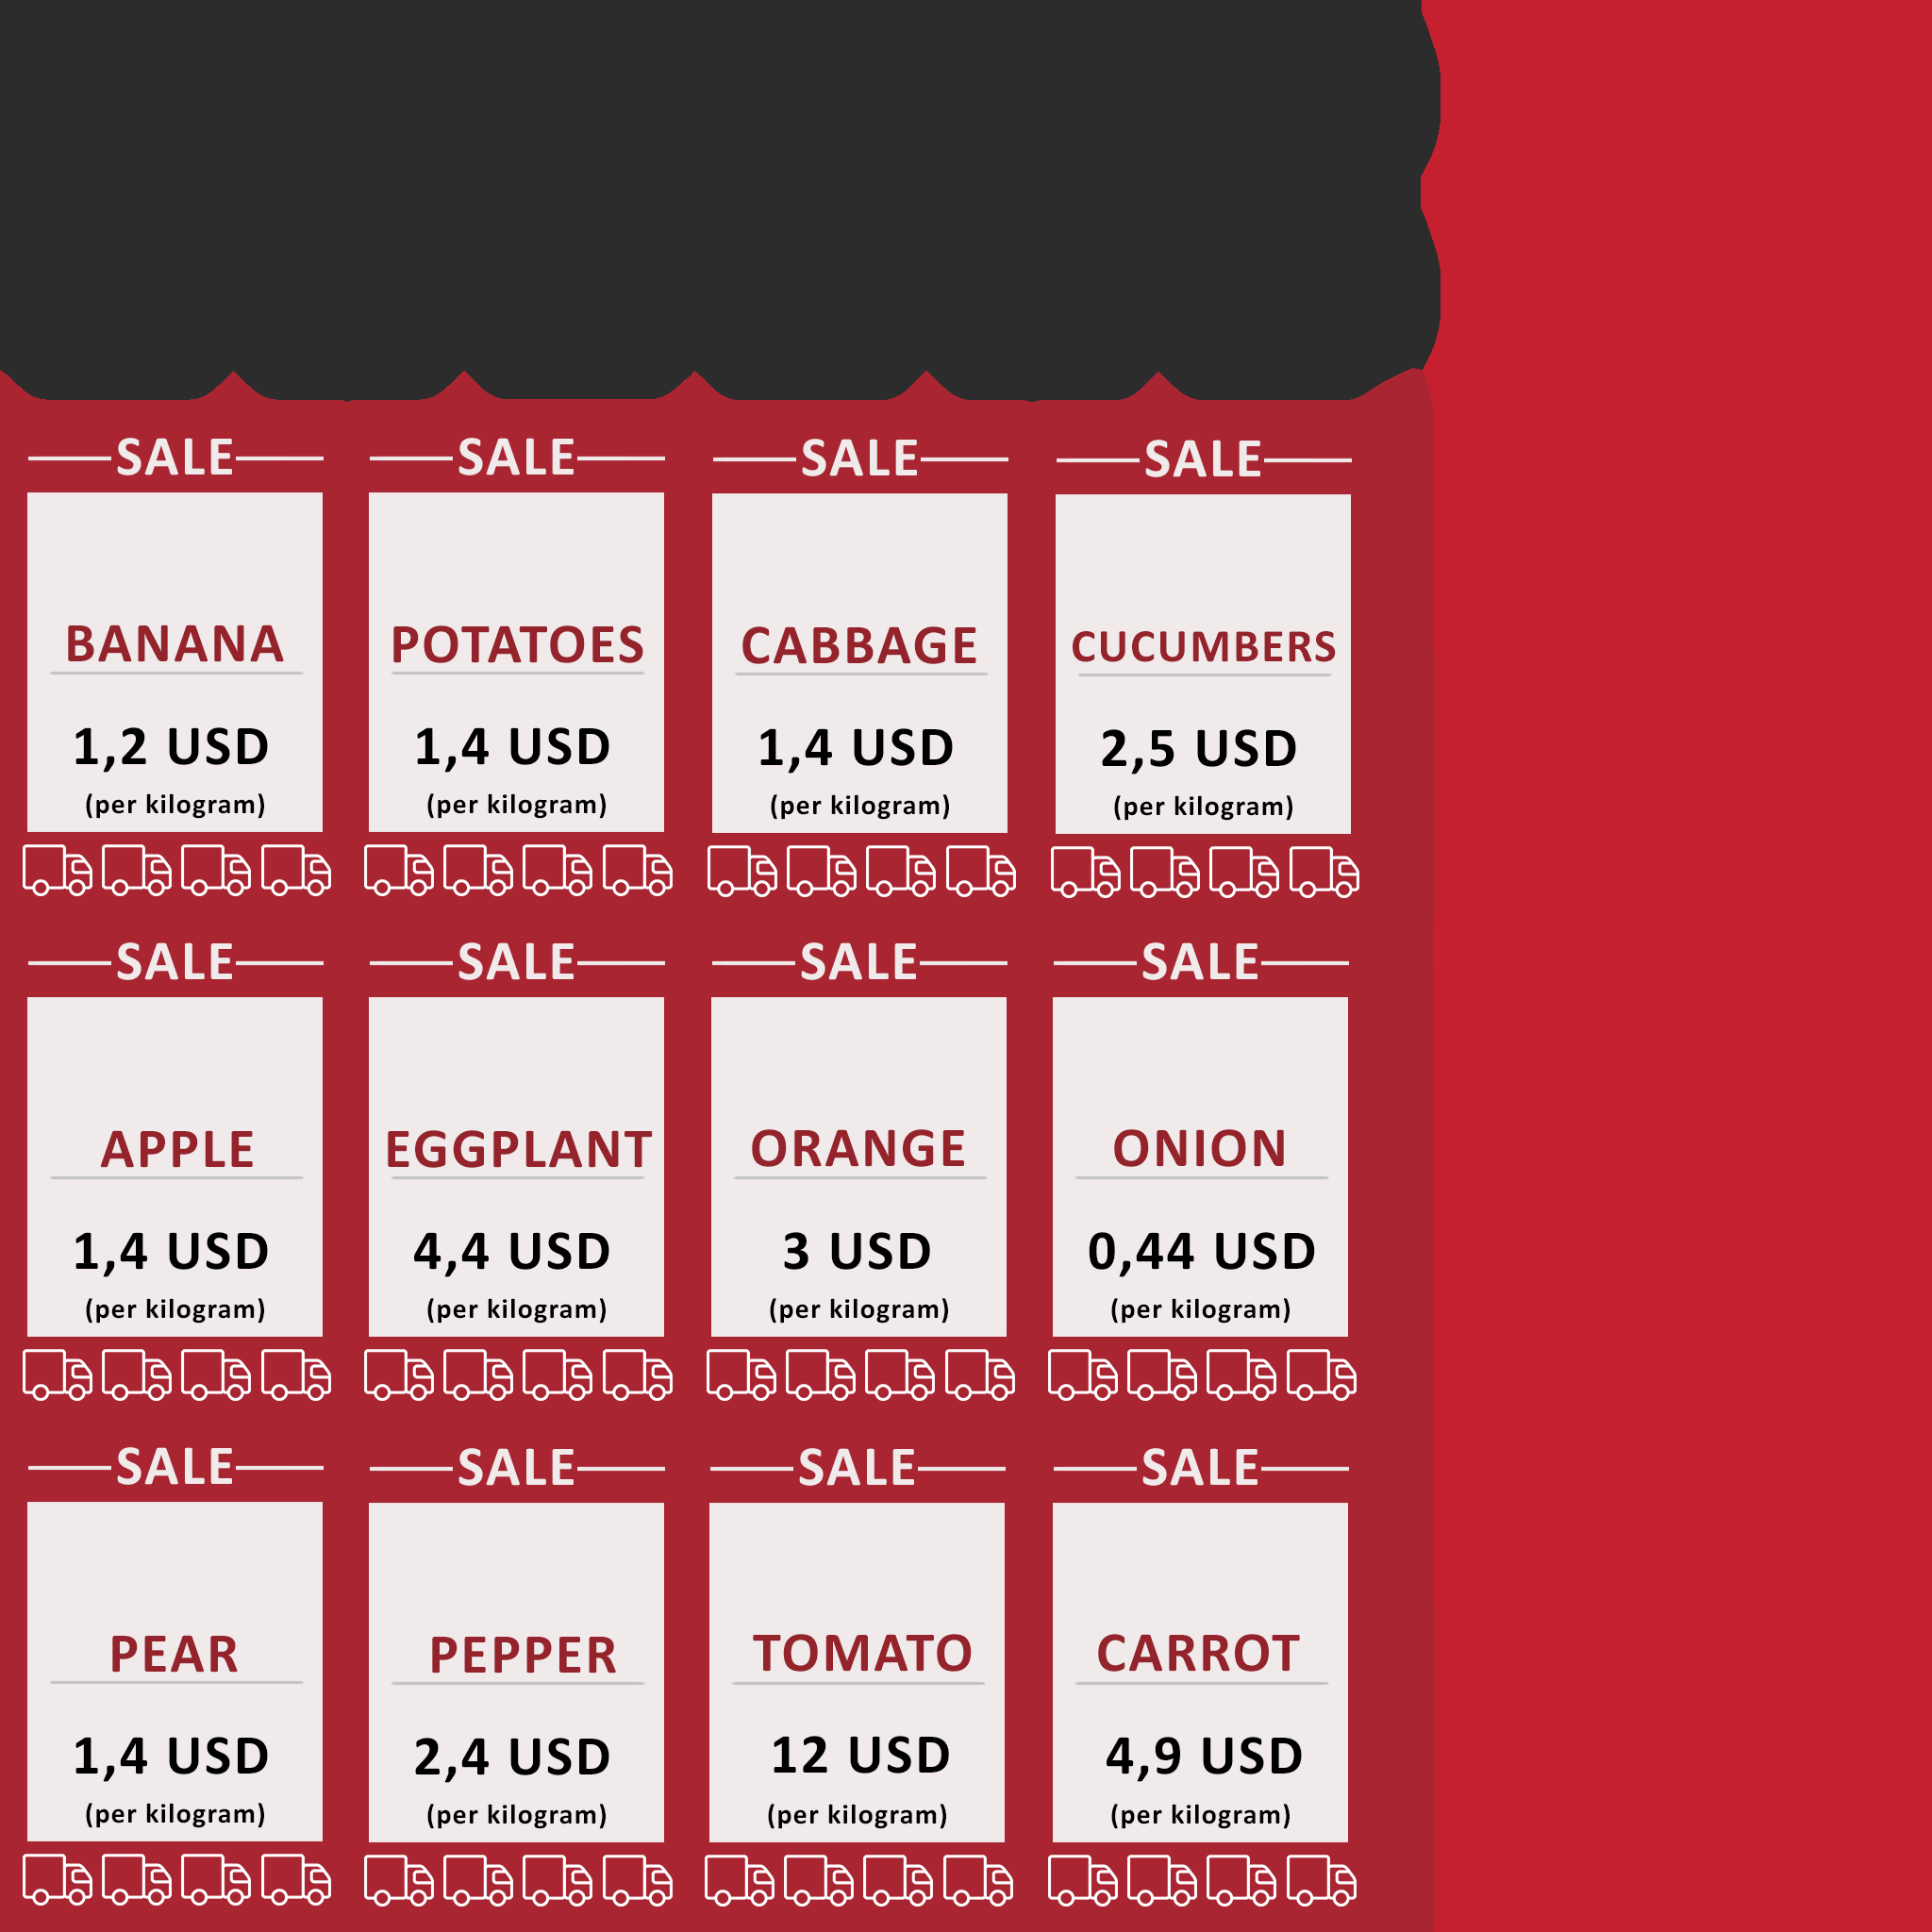 SALE
BANANA
1,2 USD
(per kilogram)
SALE
POTATOES
1,4 USD
(per kilogram)
SALE
CABBAGE
1,4 USD
(per kilogram)
SALE
CUCUMBERS
2,5 USD
(per kilogram)
SALE
APPLE
1,4 USD
(per kilogram)
SALE
EGGPLANT
4,4 USD
(per kilogram)
SALE
ORANGE
3 USD
(per kilogram)
SALE
ONION
0,44 USD
(per kilogram)
SALE
PEAR
1,4 USD
(per kilogram)
SALE
PEPPER
2,4 USD
(per kilogram)
SALE
TOMATO
12 USD
(per kilogram)
SALE
CARROT
4,9 USD
(per kilogram)